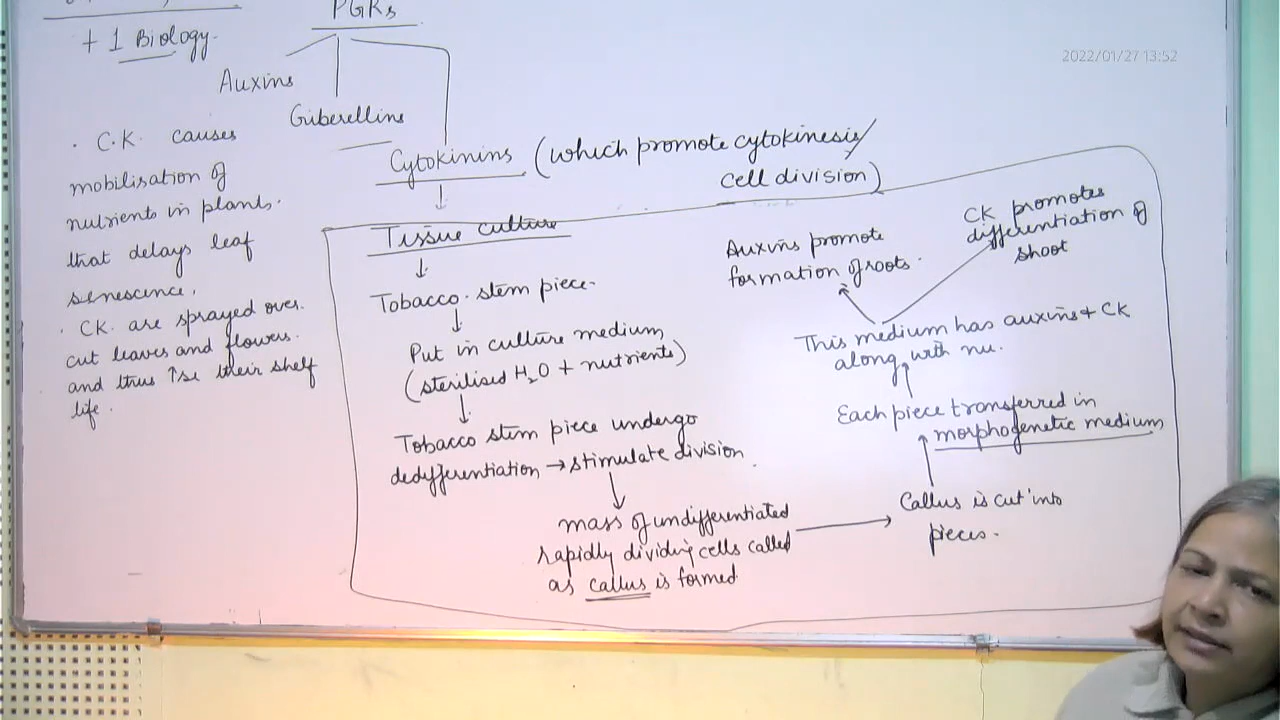 PGRs
+ 1 Biology.
2022/01/27 13:52
Auxins
Giberellins
Cytokinins (which promote cytokinesis/
cell division)
. C.K. causes
mobilisation of
nutrients in plants.
that delays leaf
senescence.
. CK. are sprayed over.
cut leaves and flowers.
and thus ↑se their shelf
life.
Tissue culture
↓
Tobacco. stem piece.
↓
Put in culture medium
(sterilised H₂O + nutrients)
↓
Tobacco stem piece undergo
dedifferentiation → stimulate division.
↓
mass of undifferentiated
rapidly dividing cells called
as callus is formed
→
Callus is cut into
pieces.
↑
Each piece transferred in
morphogenetic medium
↑
This medium has auxins + CK
along with nu.
Auxins promote
formation of roots.
CK promotes
differentiation of
shoot